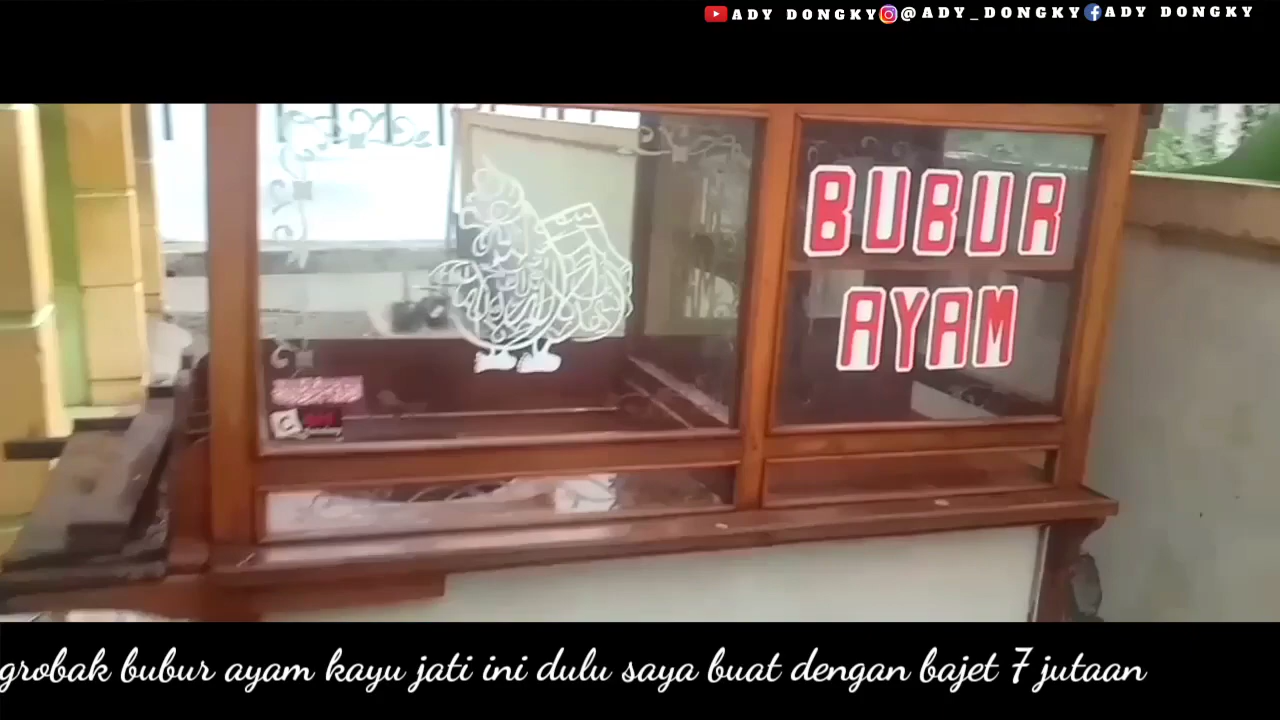 ADY DONGKY @ADY_DONGKY ADY DONGKY
BUBUR
AYAM
grobak bubur ayam kayu jati ini dulu saya buat dengan bajet 7 jutaan